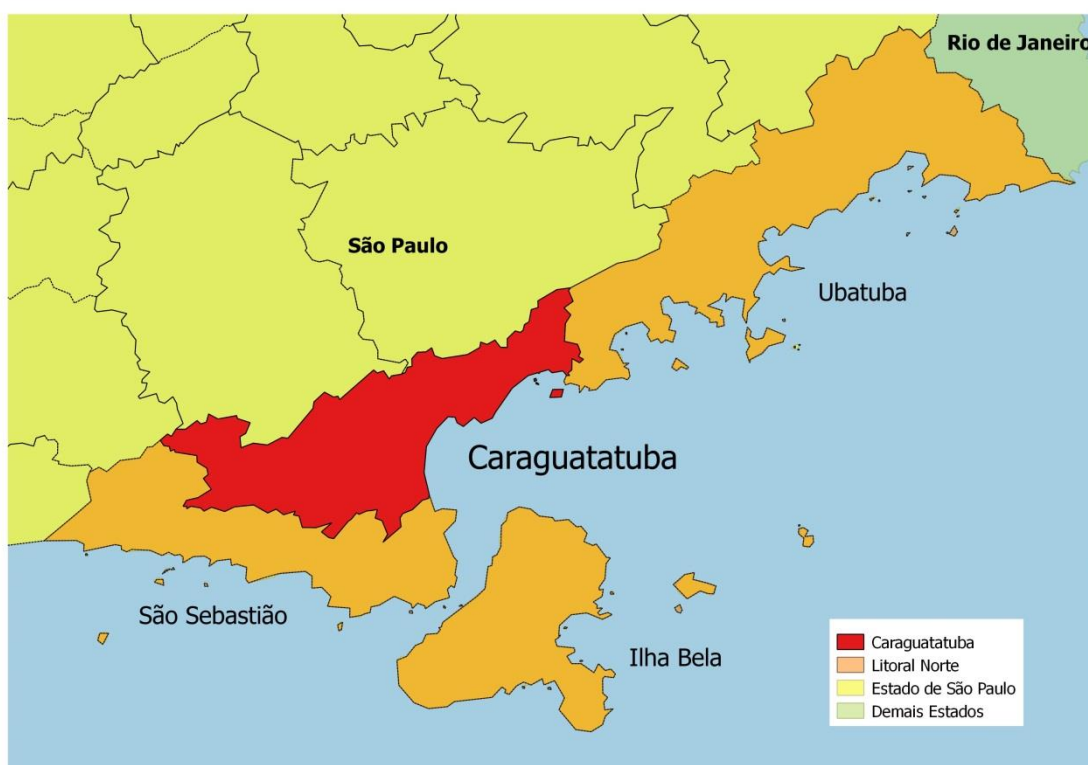 Rio de Janeiro
São Paulo
Ubatuba
Caraguatatuba
São Sebastião
Ilha Bela
Caraguatatuba
Litoral Norte
Estado de São Paulo
Demais Estados